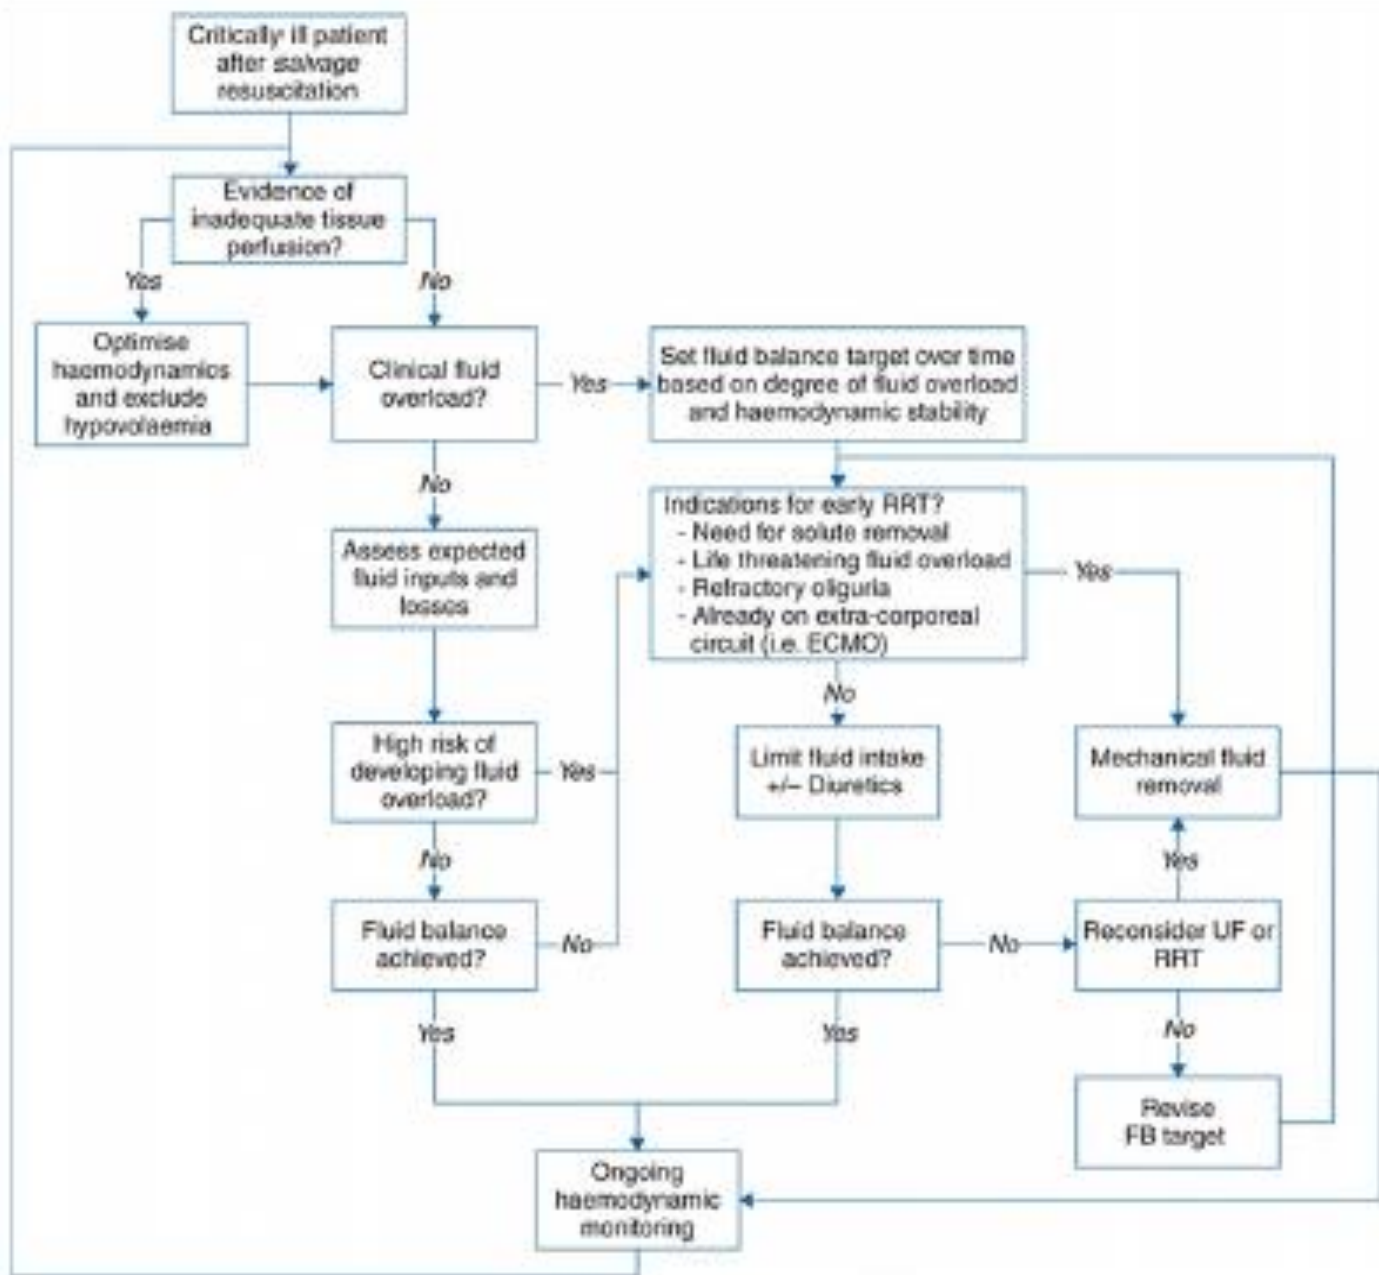 Critically ill patient
after salvage
resuscitation
Evidence of
inadequate tissue
perfusion?
Yes
No
Optimise
haemodynamics
and exclude
hypovolaemia
Clinical fluid
overload?
Yes
Set fluid balance target over time
based on degree of fluid overload
and haemodynamic stability
No
Indications for early RRT?
- Need for solute removal
- Life threatening fluid overload
- Refractory oliguria
- Already on extra-corporeal
circuit (i.e. ECMO)
Yes
Assess expected
fluid inputs and
losses
No
High risk of
developing fluid
overload?
Yes
Limit fluid intake
+/– Diuretics
Mechanical fluid
removal
No
Yes
Fluid balance
achieved?
No
Fluid balance
achieved?
No
Reconsider UF or
RRT
Yes
Yes
No
Revise
FB target
Ongoing
haemodynamic
monitoring